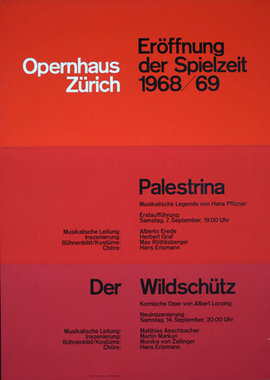 Opernhaus
Zürich
Eröffnung
der Spielzeit
1968/69
Palestrina
Musikalische Legende von Hans Pfitzner
Erstaufführung
Samstag, 7. September, 19.00 Uhr
Musikalische Leitung: Alberto Erede
Inszenierung: Herbert Graf
Bühnenbild/Kostüme: Max Röthlisberger
Chöre: Hans Erismann
Der Wildschütz
Komische Oper von Albert Lorzing
Neuinszenierung
Samstag, 14. September, 20.00 Uhr
Musikalische Leitung: Matthias Aeschbacher
Inszenierung: Martin Markun
Bühnenbild/Kostüme: Monika von Zallinger
Chöre: Hans Erismann